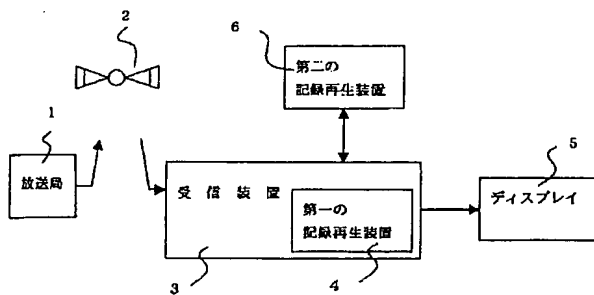 2
6
第二の
記録再生装置
1
放送局
受信装置
第一の
記録再生装置
3
4
5
ディスプレイ